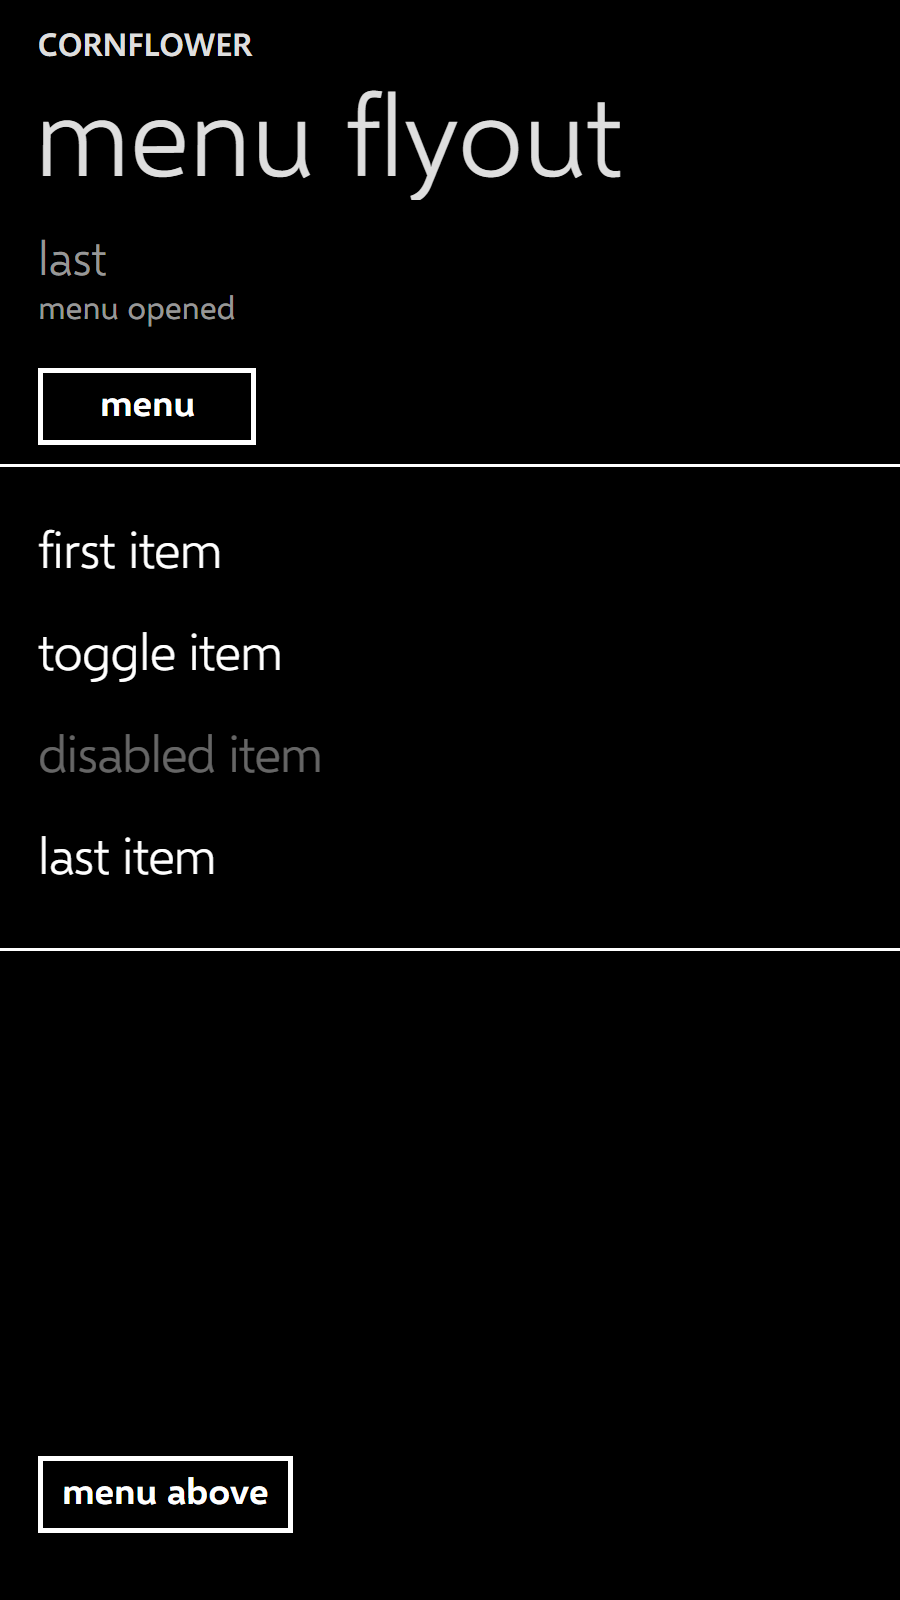 CORNFLOWER
menu flyout
last
menu opened
menu
first item
toggle item
disabled item
last item
menu above